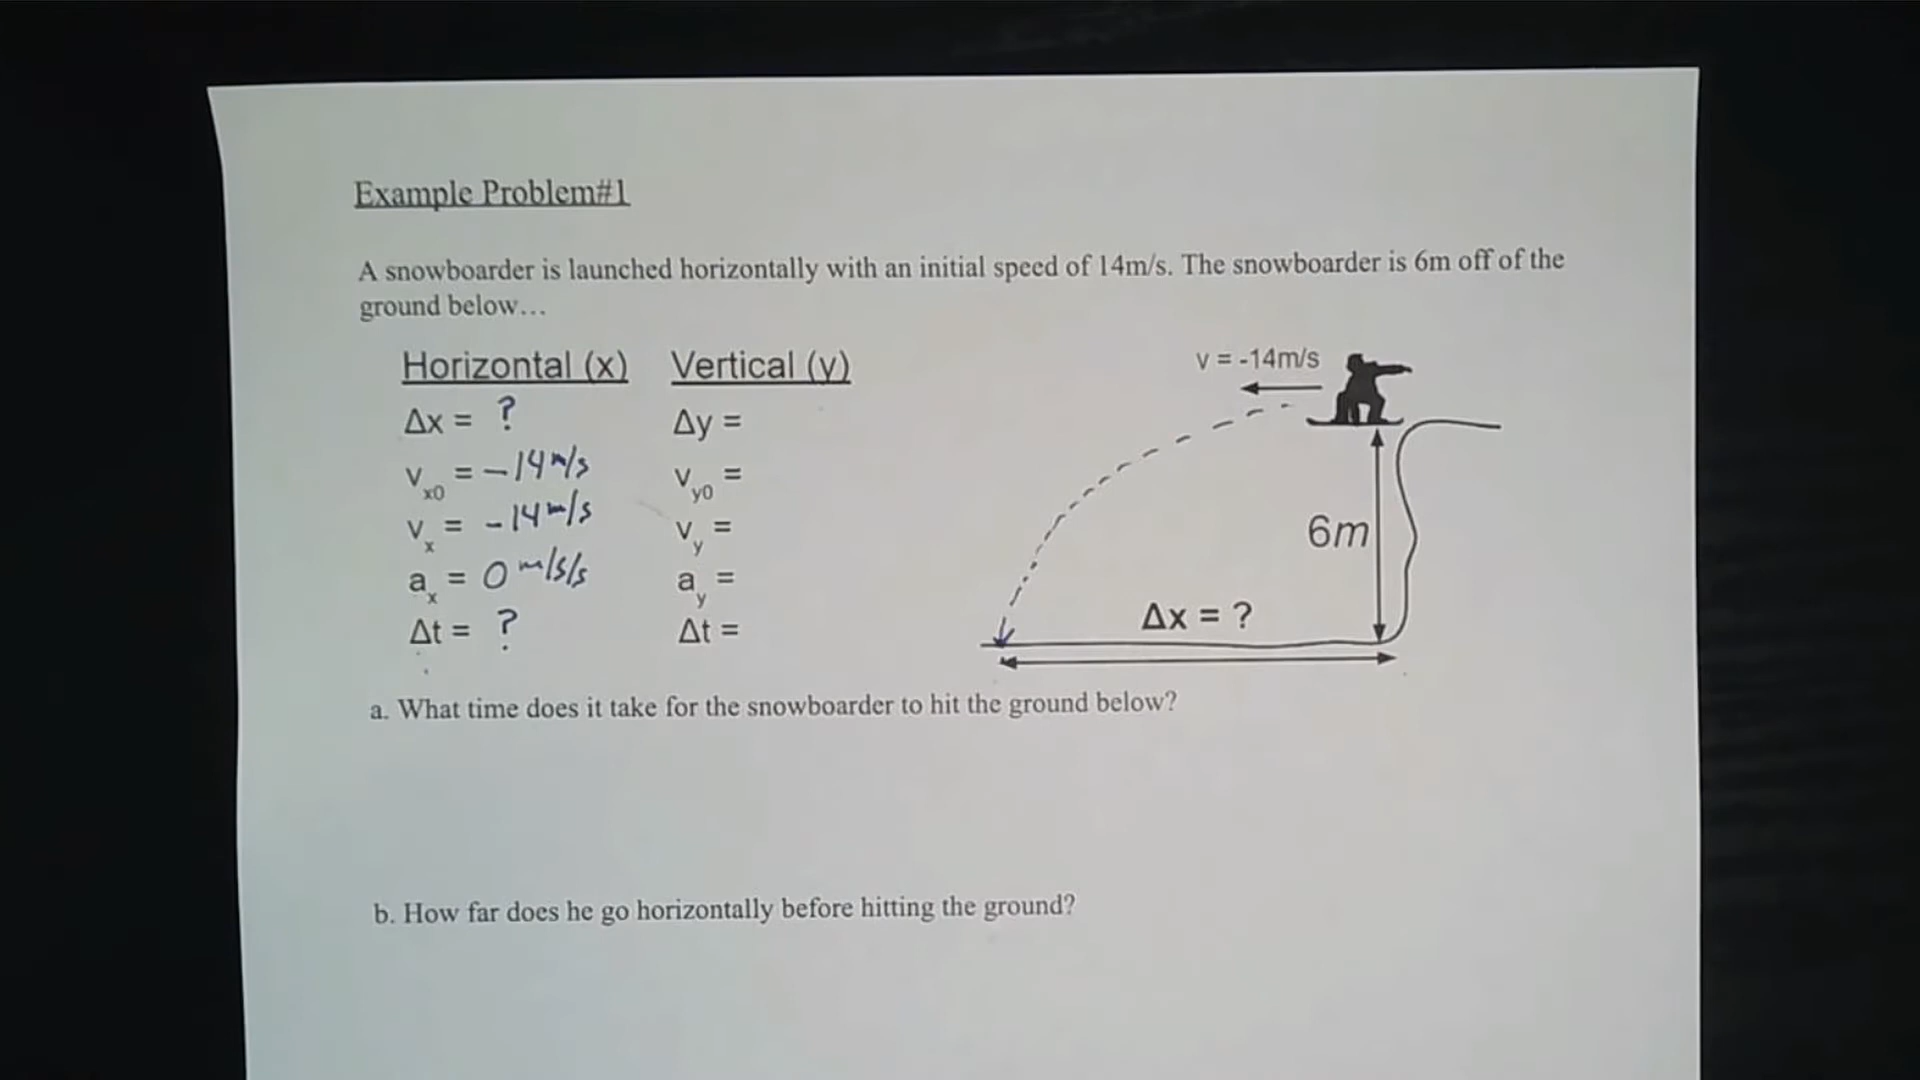 Example Problem#1
A snowboarder is launched horizontally with an initial speed of 14m/s. The snowboarder is 6m off of the
ground below...
Horizontal (x) Vertical (y)
v = -14m/s
Δx = ? Δy =
vx0 = -14 m/s vy0 =
vx = -14 m/s vy =
6m
ax = 0 m/s/s ay =
Δx = ?
Δt = ? Δt =
a. What time does it take for the snowboarder to hit the ground below?
b. How far does he go horizontally before hitting the ground?